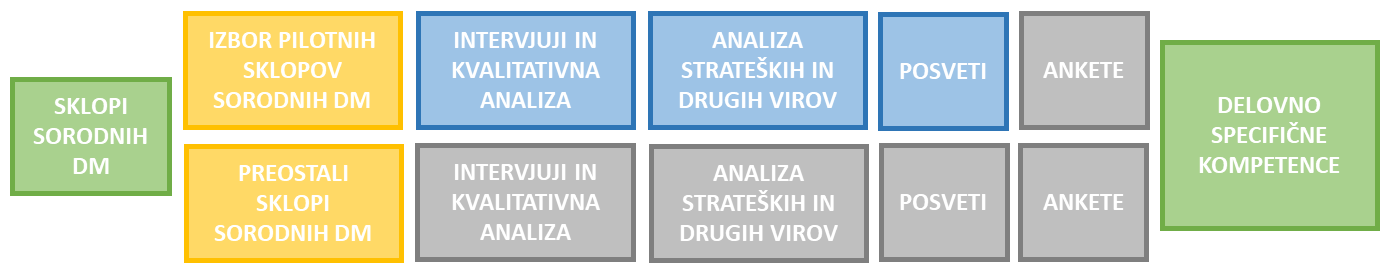 SKLOPI
SORODNIH
DM
IZBOR PILOTNIH
SKLOPOV
SORODNIH DM
INTERVJUJI IN
KVALITATIVNA
ANALIZA
ANALIZA
STRATEŠKIH IN
DRUGIH VIROV
POSVETI
ANKETE
PREOSTALI
SKLOPI
SORODNIH DM
INTERVJUJI IN
KVALITATIVNA
ANALIZA
ANALIZA
STRATEŠKIH IN
DRUGIH VIROV
POSVETI
ANKETE
DELOVNO
SPECIFIČNE
KOMPETENCE